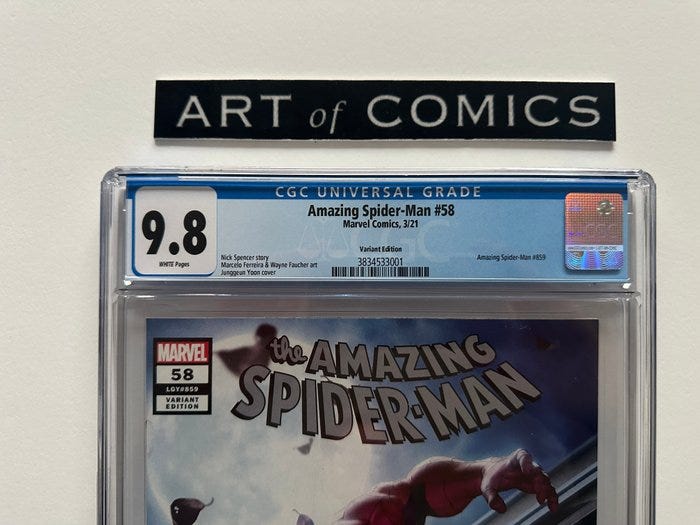 ART of COMICS
CGC UNIVERSAL GRADE
9.8
WHITE Pages
Amazing Spider-Man #58
Marvel Comics, 3/21
Variant Edition
Nick Spencer story
Marcelo Ferreira & Wayne Faucher art
Junggeun Yoon cover
3834533001
Amazing Spider-Man #859
CGC
MARVEL
58
LGY#859
VARIANT
EDITION
the AMAZING
SPIDER-MAN